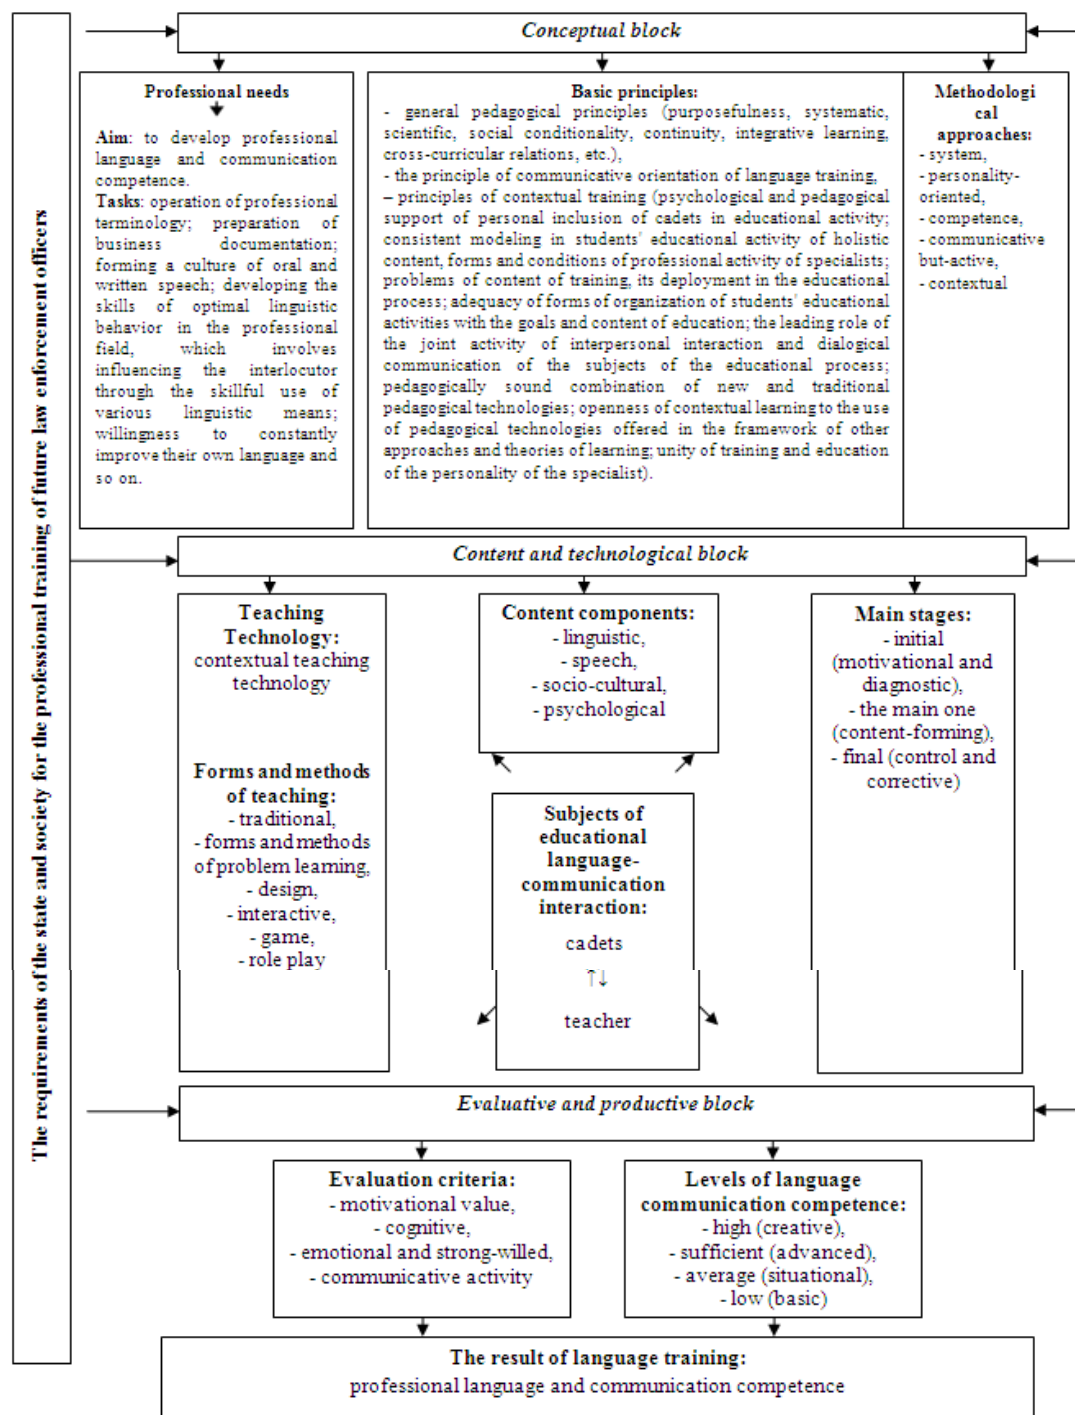 The requirements of the state and society for the professional training of future law enforcement officers
Conceptual block
Professional needs
Aim: to develop professional
language and communication
competence.
Tasks: operation of professional
terminology; preparation of
business documentation;
forming a culture of oral and
written speech; developing the
skills of optimal linguistic
behavior in the professional
field, which involves
influencing the interlocutor
through the skillful use of
various linguistic means;
willingness to constantly
improve their own language and
so on.
Basic principles:
- general pedagogical principles (purposefulness, systematic,
scientific, social conditionality, continuity, integrative learning,
cross-curricular relations, etc.),
- the principle of communicative orientation of language training,
– principles of contextual training (psychological and pedagogical
support of personal inclusion of cadets in educational activity;
consistent modeling in students' educational activity of holistic
content, forms and conditions of professional activity of specialists;
problems of content of training, its deployment in the educational
process; adequacy of forms of organization of students' educational
activities with the goals and content of education; the leading role of
the joint activity of interpersonal interaction and dialogical
communication of the subjects of the educational process;
pedagogically sound combination of new and traditional
pedagogical technologies; openness of contextual learning to the use
of pedagogical technologies offered in the framework of other
approaches and theories of learning; unity of training and education
of the personality of the specialist).
Methodologi
cal
approaches:
- system,
- personality-
oriented,
- competence,
- communicative
but-active,
- contextual
Content and technological block
Teaching
Technology:
contextual teaching
technology
Forms and methods
of teaching:
- traditional,
- forms and methods
of problem learning,
- design,
- interactive,
- game,
- role play
Content components:
- linguistic,
- speech,
- socio-cultural,
- psychological
Subjects of
educational
language-
communication
interaction:
cadets
↑↓
teacher
Main stages:
- initial
(motivational and
diagnostic),
- the main one
(content-forming),
- final (control and
corrective)
Evaluative and productive block
Evaluation criteria:
- motivational value,
- cognitive,
- emotional and strong-willed,
- communicative activity
Levels of language
communication competence:
- high (creative),
- sufficient (advanced),
- average (situational),
- low (basic)
The result of language training:
professional language and communication competence